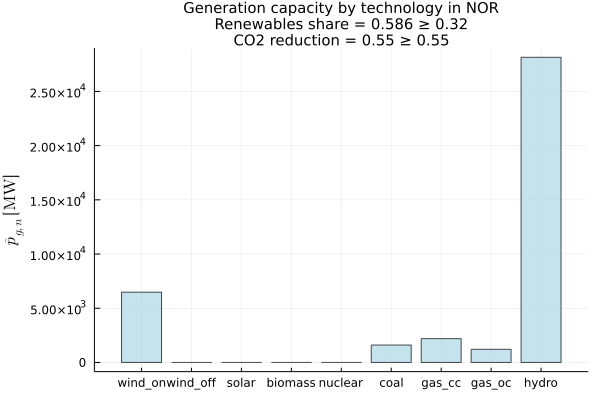 Generation capacity by technology in NOR
Renewables share = 0.586 ≥ 0.32
CO2 reduction = 0.55 ≥ 0.55
p̄g,n [MW]
2.50×10⁴
2.00×10⁴
1.50×10⁴
1.00×10⁴
5.00×10³
0
wind_on wind_off solar biomass nuclear coal gas_cc gas_oc hydro